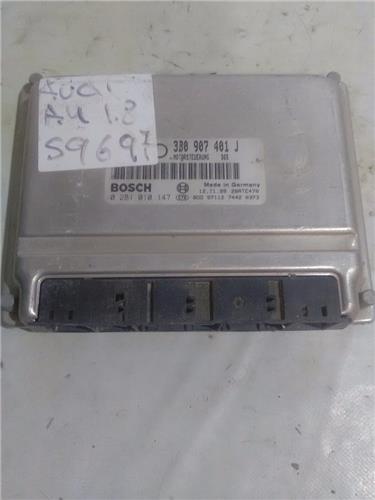 AUDI
A4 1.8
S9697
3B0 907 401 J
MOTORSTEUERUNG
BOSCH
Made in Germany
0 281 010 147